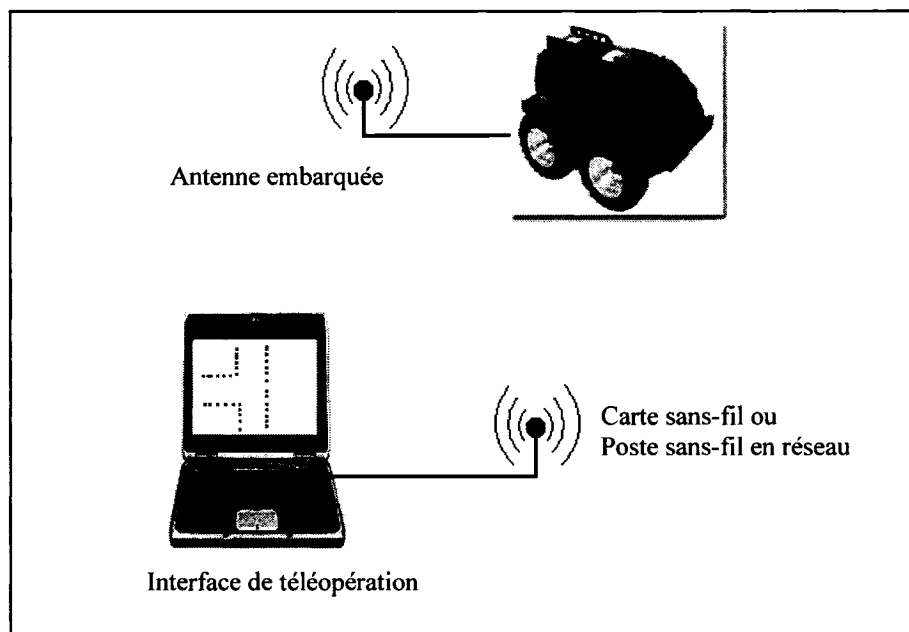 Antenne embarquée
Carte sans-fil ou
Poste sans-fil en réseau
Interface de téléopération